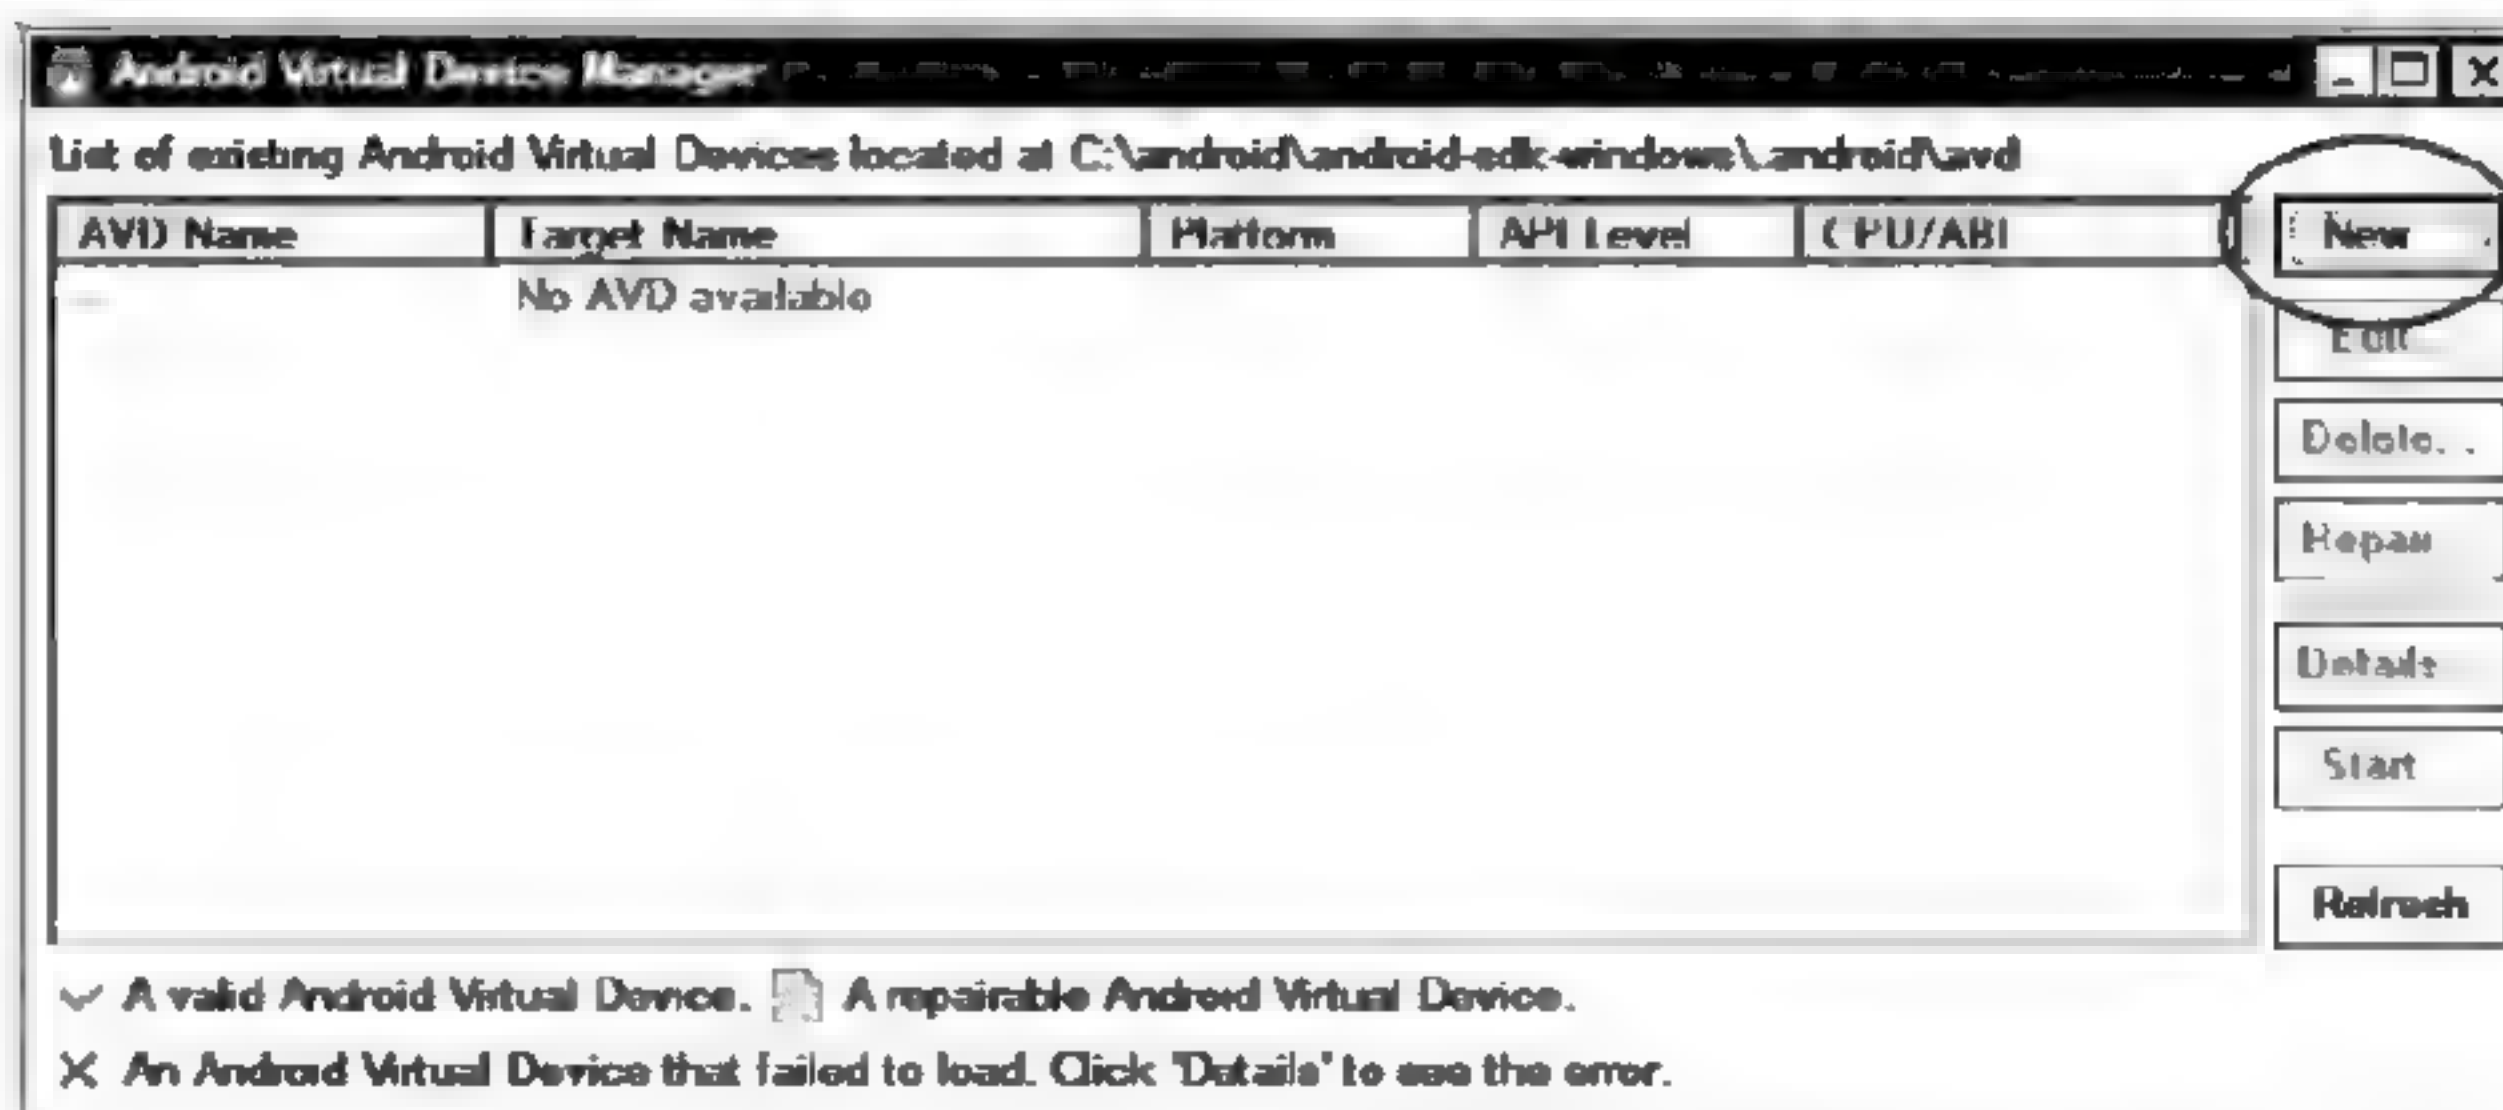 Android Virtual Device Manager
List of existing Android Virtual Devices located at C:\android\android-sdk-windows\.android\avd
AVD Name Target Name Platform API Level CPU/ABI
No AVD available
New...
Edit...
Delete...
Repair...
Details...
Start...
Refresh
A valid Android Virtual Device. A repairable Android Virtual Device.
An Android Virtual Device that failed to load. Click 'Details' to see the error.